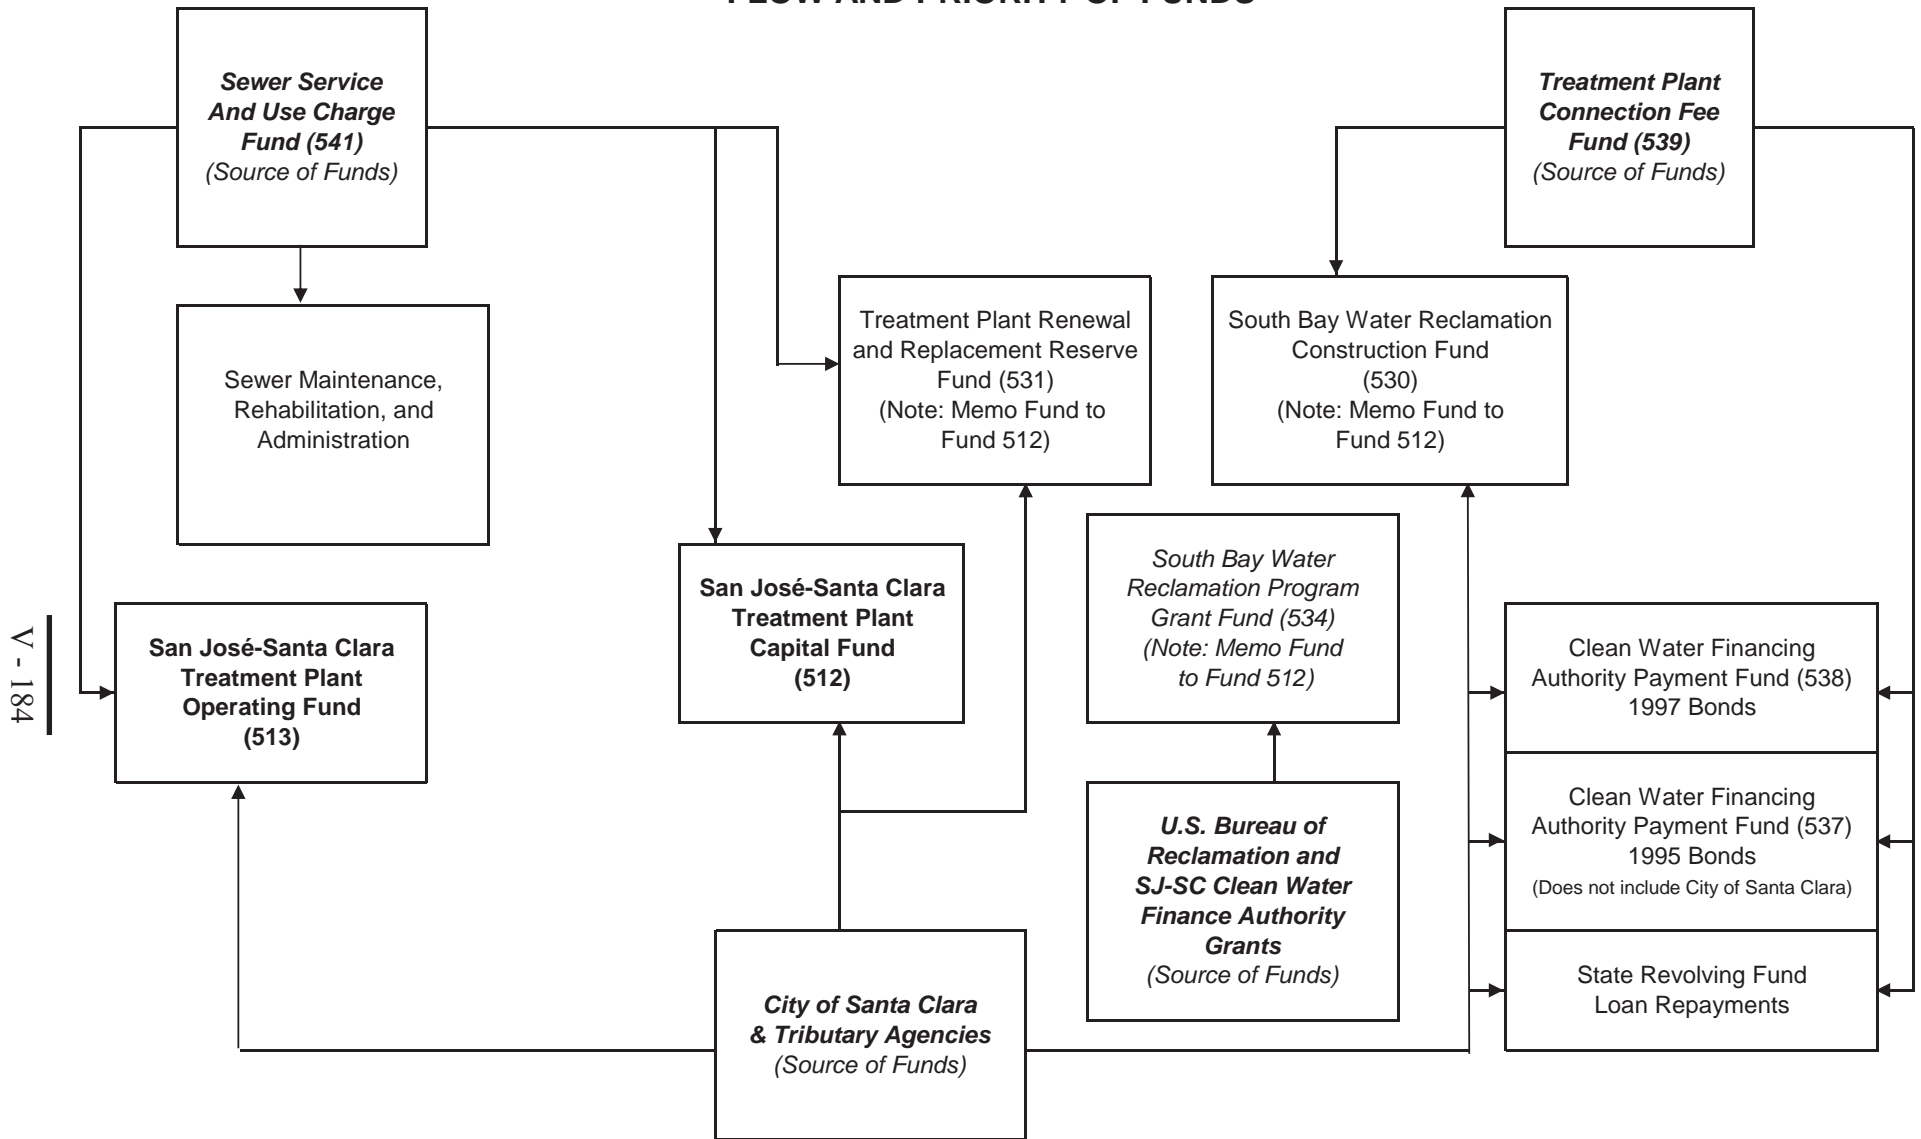 FLOW AND PRIORITY OF FUNDS
Sewer Service
And Use Charge
Fund (541)
(Source of Funds)
Treatment Plant
Connection Fee
Fund (539)
(Source of Funds)
Sewer Maintenance,
Rehabilitation, and
Administration
Treatment Plant Renewal
and Replacement Reserve
Fund (531)
(Note: Memo Fund to
Fund 512)
South Bay Water Reclamation
Construction Fund
(530)
(Note: Memo Fund to
Fund 512)
San José-Santa Clara
Treatment Plant
Operating Fund
(513)
San José-Santa Clara
Treatment Plant
Capital Fund
(512)
South Bay Water
Reclamation Program
Grant Fund (534)
(Note: Memo Fund
to Fund 512)
Clean Water Financing
Authority Payment Fund (538)
1997 Bonds
Clean Water Financing
Authority Payment Fund (537)
1995 Bonds
(Does not include City of Santa Clara)
State Revolving Fund
Loan Repayments
U.S. Bureau of
Reclamation and
SJ-SC Clean Water
Finance Authority
Grants
(Source of Funds)
City of Santa Clara
& Tributary Agencies
(Source of Funds)
V - 184